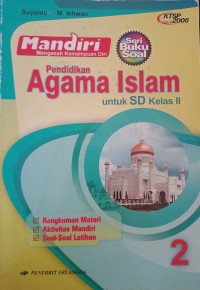 Suyanto - M. Ikhwan
KTSP
2006
Mandiri
Mengasah Kemampuan Diri
Seri
Buku
Soal
Pendidikan
Agama Islam
untuk SD Kelas II
Rangkuman Materi
Aktivitas Mandiri
Soal-Soal Latihan
2
PENERBIT ERLANGGA